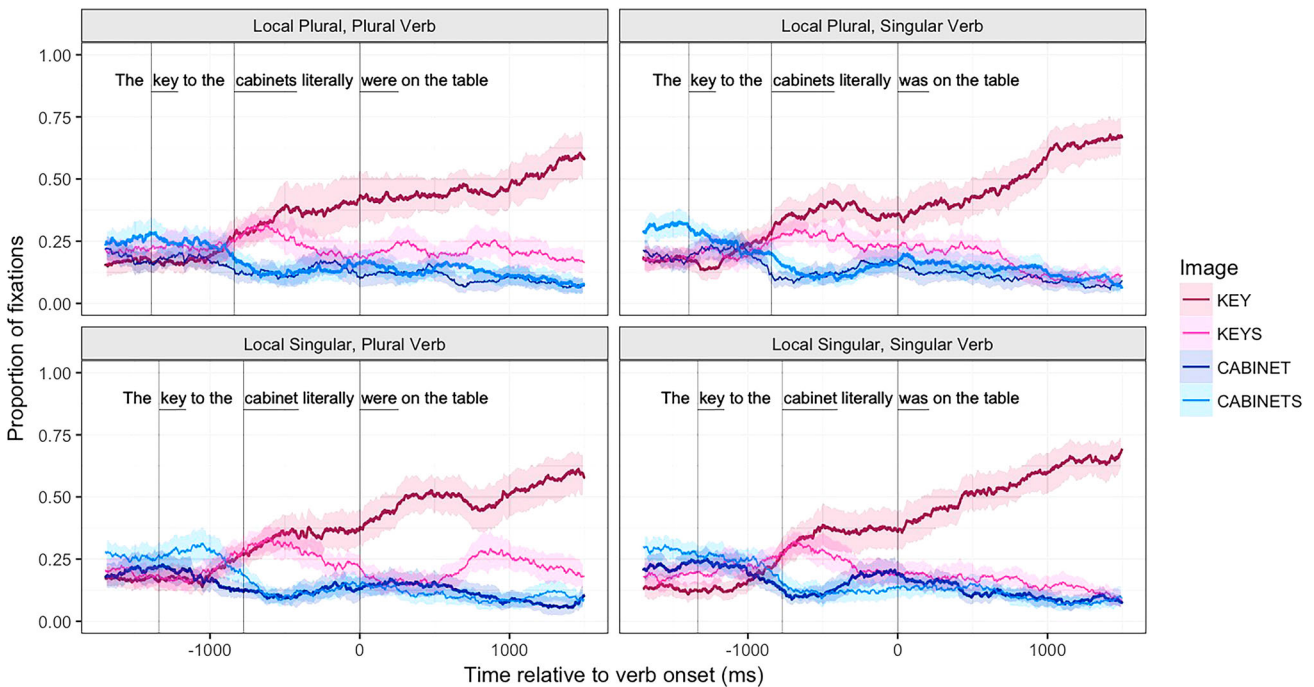 Local Plural, Plural Verb
Local Plural, Singular Verb
1.00
0.75
0.50
0.25
0.00
The key to the cabinets literally were on the table
The key to the cabinets literally was on the table
Local Singular, Plural Verb
Local Singular, Singular Verb
1.00
0.75
0.50
0.25
0.00
The key to the cabinet literally were on the table
The key to the cabinet literally was on the table
-1000 0 1000
-1000 0 1000
Time relative to verb onset (ms)
Proportion of fixations
Image
KEY
KEYS
CABINET
CABINETS